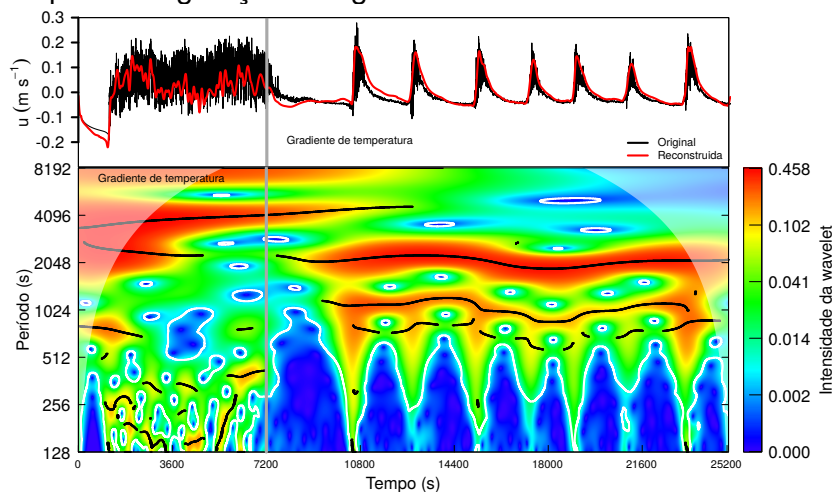 0.3
0.2
0.1
0.0
-0.1
-0.2
u (m s⁻¹)
Gradiente de temperatura
Original
Reconstruida
Gradiente de temperatura
8192
4096
2048
1024
512
256
128
Período (s)
0 3600 7200 10800 14400 18000 21600 25200
Tempo (s)
0.458
0.102
0.041
0.014
0.002
0.000
Intensidade da wavelet